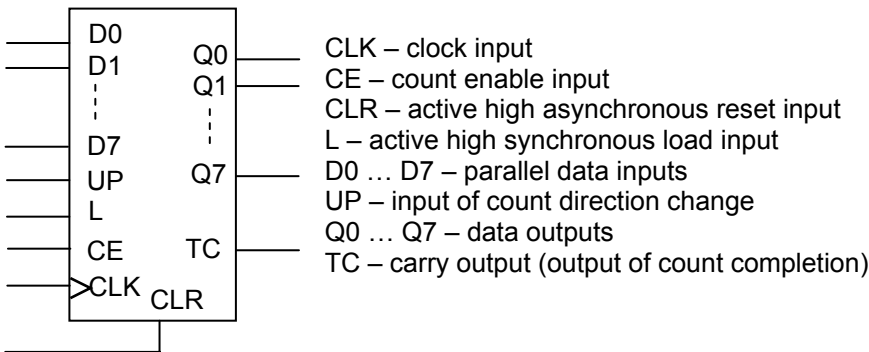 D0
D1
D7
UP
L
CE
CLK
CLR
Q0
Q1
Q7
TC
CLK – clock input
CE – count enable input
CLR – active high asynchronous reset input
L – active high synchronous load input
D0 … D7 – parallel data inputs
UP – input of count direction change
Q0 … Q7 – data outputs
TC – carry output (output of count completion)